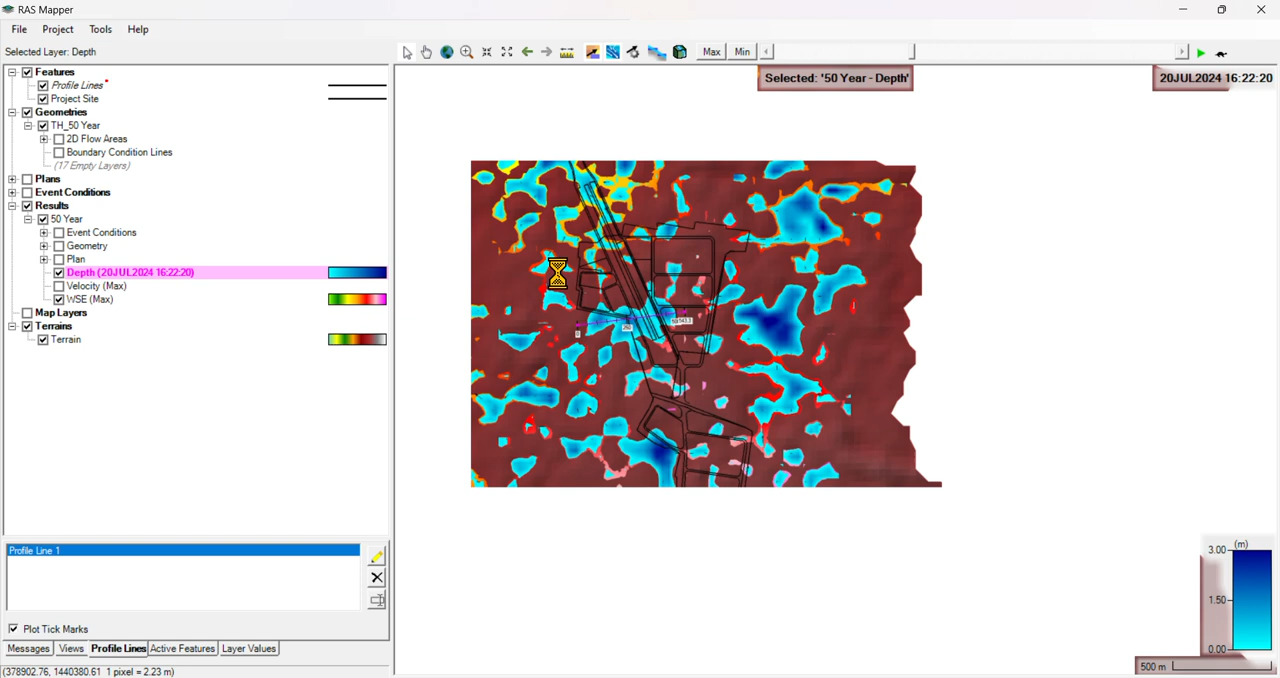 RAS Mapper
File Project Tools Help
Selected Layer: Depth
Max Min
Features
Profile Lines*
Project Site
Geometries
TH_50 Year
2D Flow Areas
Boundary Condition Lines
(17 Empty Layers)
Plans
Event Conditions
Results
50 Year
Event Conditions
Geometry
Plan
Depth (20JUL2024 16:22:20)
Velocity (Max)
WSE (Max)
Map Layers
Terrains
Terrain
Selected: '50 Year - Depth'
20JUL2024 16:22:20
0
250
(m)
3.00
1.50
0.00
500 m
Profile Line 1
Plot Tick Marks
Messages Views Profile Lines Active Features Layer Values
(378902.76, 1440380.61 1 pixel = 2.23 m)